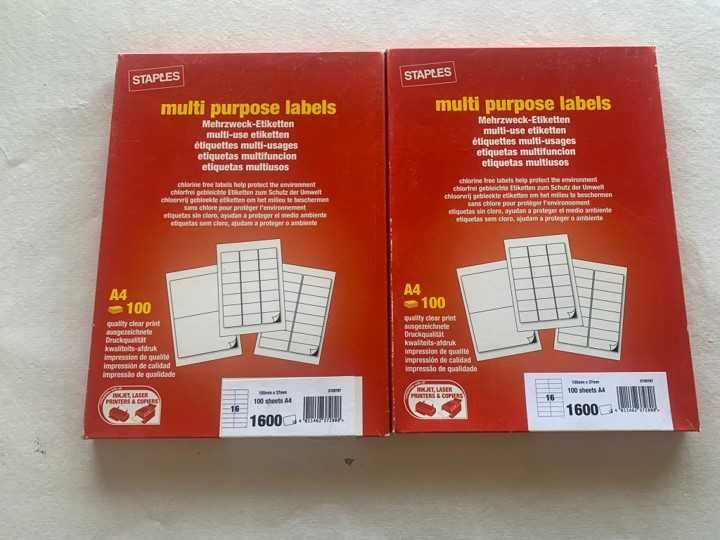 STAPLES
multi purpose labels
Mehrzweck-Etiketten
multi-use etiketten
étiquettes multi-usages
etiquetas multifuncion
etiquetas multiusos
chlorine free labels help protect the environment
chlorfrei gebleichte Etiketten zum Schutz der Umwelt
chloorvrij gebleekte etiketten om het milieu te beschermen
sans chlore pour protéger l'environnement
etiquetas sin cloro, ayudan a proteger el medio ambiente
etiquetas sem cloro, ajudam a proteger o ambiente
A4
100
quality clear print
ausgezeichnete
Druckqualität
kwaliteits-afdruk
impression de qualité
impresión de calidad
impressão de qualidade
INKJET, LASER
PRINTERS & COPIERS
16
100 sheets A4
1600
4 015462 372000
STAPLES
multi purpose labels
Mehrzweck-Etiketten
multi-use etiketten
étiquettes multi-usages
etiquetas multifuncion
etiquetas multiusos
chlorine free labels help protect the environment
chlorfrei gebleichte Etiketten zum Schutz der Umwelt
chloorvrij gebleekte etiketten om het milieu te beschermen
sans chlore pour protéger l'environnement
etiquetas sin cloro, ayudan a proteger el medio ambiente
etiquetas sem cloro, ajudam a proteger o ambiente
A4
100
quality clear print
ausgezeichnete
Druckqualität
kwaliteits-afdruk
impression de qualité
impresión de calidad
impressão de qualidade
INKJET, LASER
PRINTERS & COPIERS
16
100 sheets A4
1600